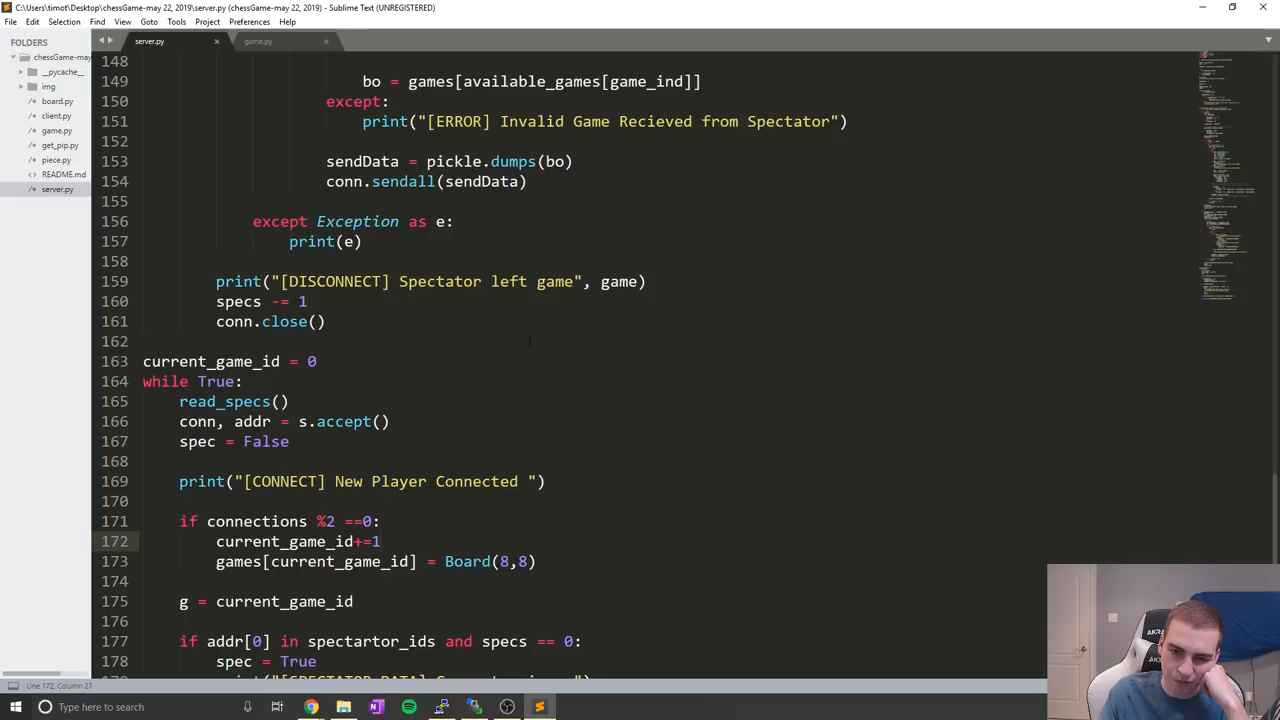 C:\Users\timot\Desktop\chessGame-may 22, 2019\server.py (chessGame-may 22, 2019) - Sublime Text (UNREGISTERED)
File Edit Selection Find View Goto Tools Project Preferences Help
FOLDERS
chessGame-may
__pycache__
img
board.py
client.py
game.py
get_pip.py
piece.py
README.md
server.py
server.py game.py
148
149 bo = games[available_games[game_ind]]
150 except:
151 print("[ERROR] Invalid Game Recieved from Spectator")
152
153 sendData = pickle.dumps(bo)
154 conn.sendall(sendData)
155
156 except Exception as e:
157 print(e)
158
159 print("[DISCONNECT] Spectator left game", game)
160 specs -= 1
161 conn.close()
162
163 current_game_id = 0
164 while True:
165 read_specs()
166 conn, addr = s.accept()
167 spec = False
168
169 print("[CONNECT] New Player Connected ")
170
171 if connections %2 ==0:
172 current_game_id+=1
173 games[current_game_id] = Board(8,8)
174
175 g = current_game_id
176
177 if addr[0] in spectartor_ids and specs == 0:
178 spec = True
Line 172, Column 27
Type here to search